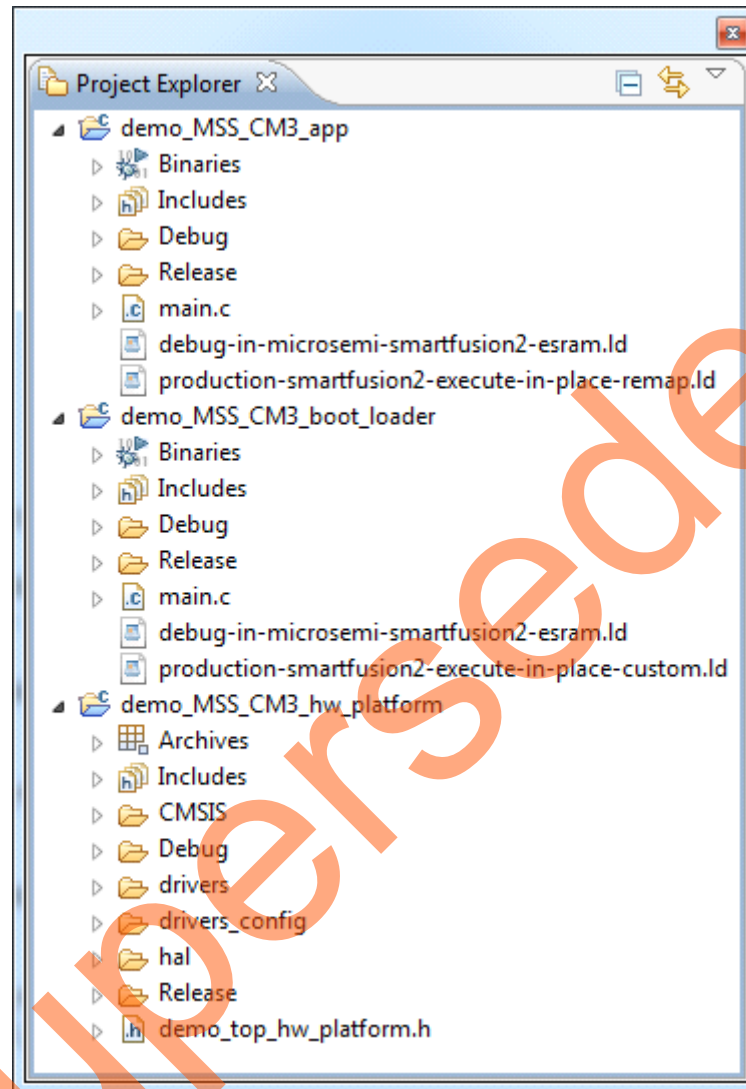 Project Explorer
demo_MSS_CM3_app
Binaries
Includes
Debug
Release
main.c
debug-in-microsemi-smartfusion2-esram.ld
production-smartfusion2-execute-in-place-remap.ld
demo_MSS_CM3_boot_loader
Binaries
Includes
Debug
Release
main.c
debug-in-microsemi-smartfusion2-esram.ld
production-smartfusion2-execute-in-place-custom.ld
demo_MSS_CM3_hw_platform
Archives
Includes
CMSIS
Debug
drivers
drivers_config
hal
Release
demo_top_hw_platform.h
upersede